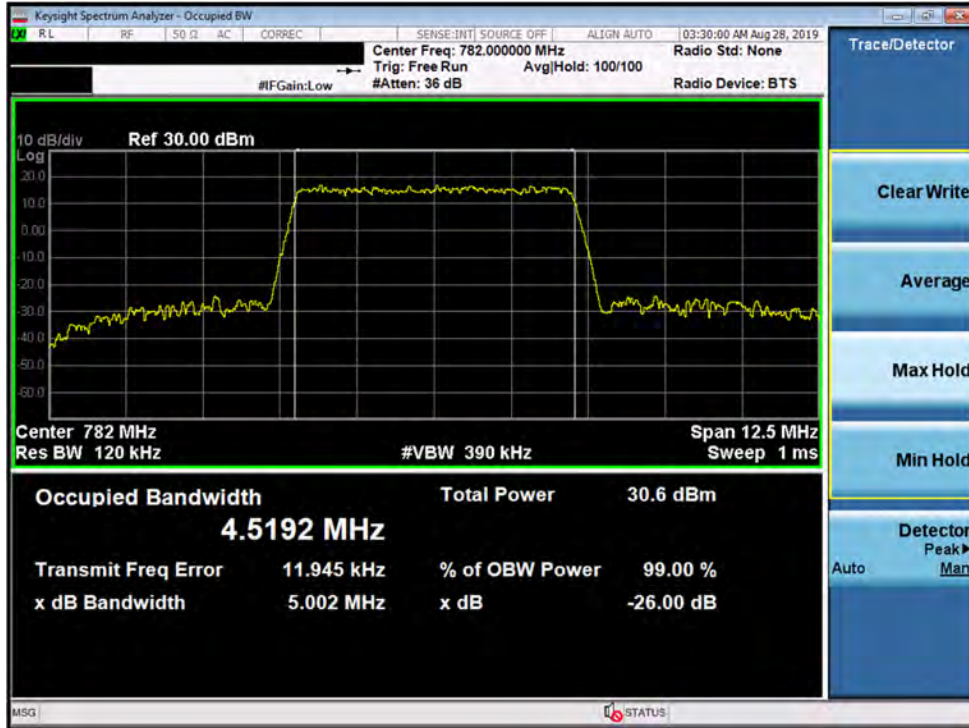 Keysight Spectrum Analyzer - Occupied BW
LXI RL RF 50 Ω AC CORREC SENSE:INT SOURCE OFF ALIGN AUTO 03:30:00 AM Aug 28, 2019
Center Freq: 782.000000 MHz Radio Std: None
Trig: Free Run Avg|Hold: 100/100
#IFGain:Low #Atten: 36 dB Radio Device: BTS
10 dB/div Ref 30.00 dBm
Log
20.0
10.0
0.00
-10.0
-20.0
-30.0
-40.0
-50.0
-60.0
Center 782 MHz Span 12.5 MHz
Res BW 120 kHz #VBW 390 kHz Sweep 1 ms
Occupied Bandwidth Total Power 30.6 dBm
4.5192 MHz
Transmit Freq Error 11.945 kHz % of OBW Power 99.00 %
x dB Bandwidth 5.002 MHz x dB -26.00 dB
MSG STATUS
Trace/Detector
Clear Write
Average
Max Hold
Min Hold
Detector
Peak▶
Auto Man